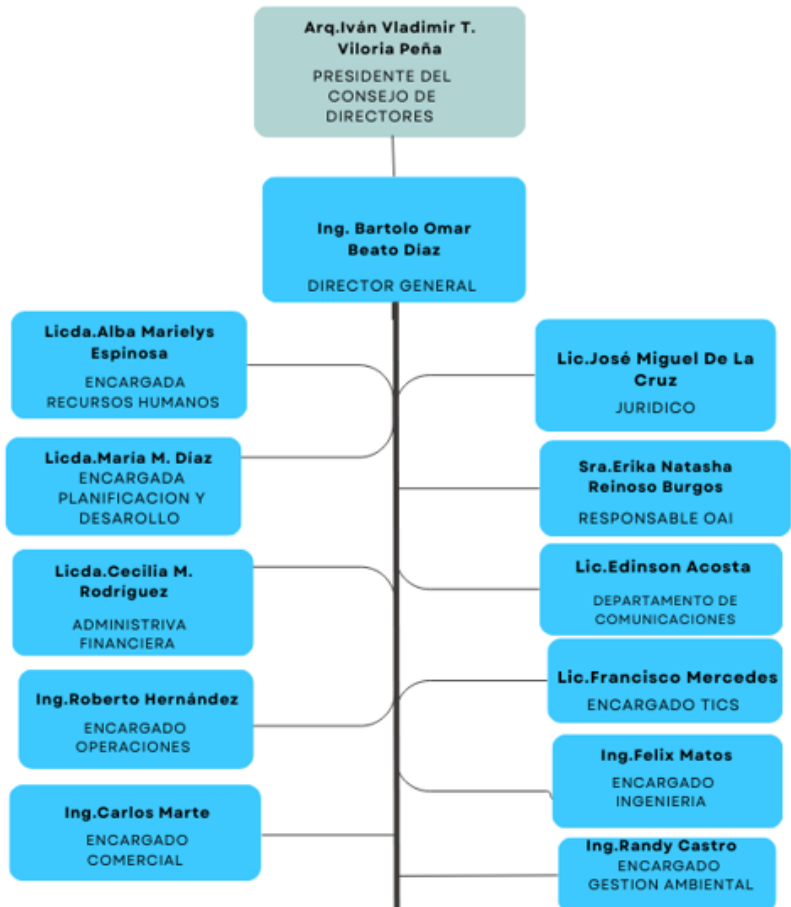 Arq.Iván Vladimir T.
Viloria Peña
PRESIDENTE DEL
CONSEJO DE
DIRECTORES
Ing. Bartolo Omar
Beato Díaz
DIRECTOR GENERAL
Licda.Alba Marielys
Espinosa
ENCARGADA
RECURSOS HUMANOS
Licda.María M. Díaz
ENCARGADA
PLANIFICACION Y
DESAROLLO
Licda.Cecilia M.
Rodríguez
ADMINISTRIVA
FINANCIERA
Ing.Roberto Hernández
ENCARGADO
OPERACIONES
Ing.Carlos Marte
ENCARGADO
COMERCIAL
Lic.José Miguel De La
Cruz
JURIDICO
Sra.Erika Natasha
Reinoso Burgos
RESPONSABLE OAI
Lic.Edinson Acosta
DEPARTAMENTO DE
COMUNICACIONES
Lic.Francisco Mercedes
ENCARGADO TICS
Ing.Felix Matos
ENCARGADO
INGENIERIA
Ing.Randy Castro
ENCARGADO
GESTION AMBIENTAL